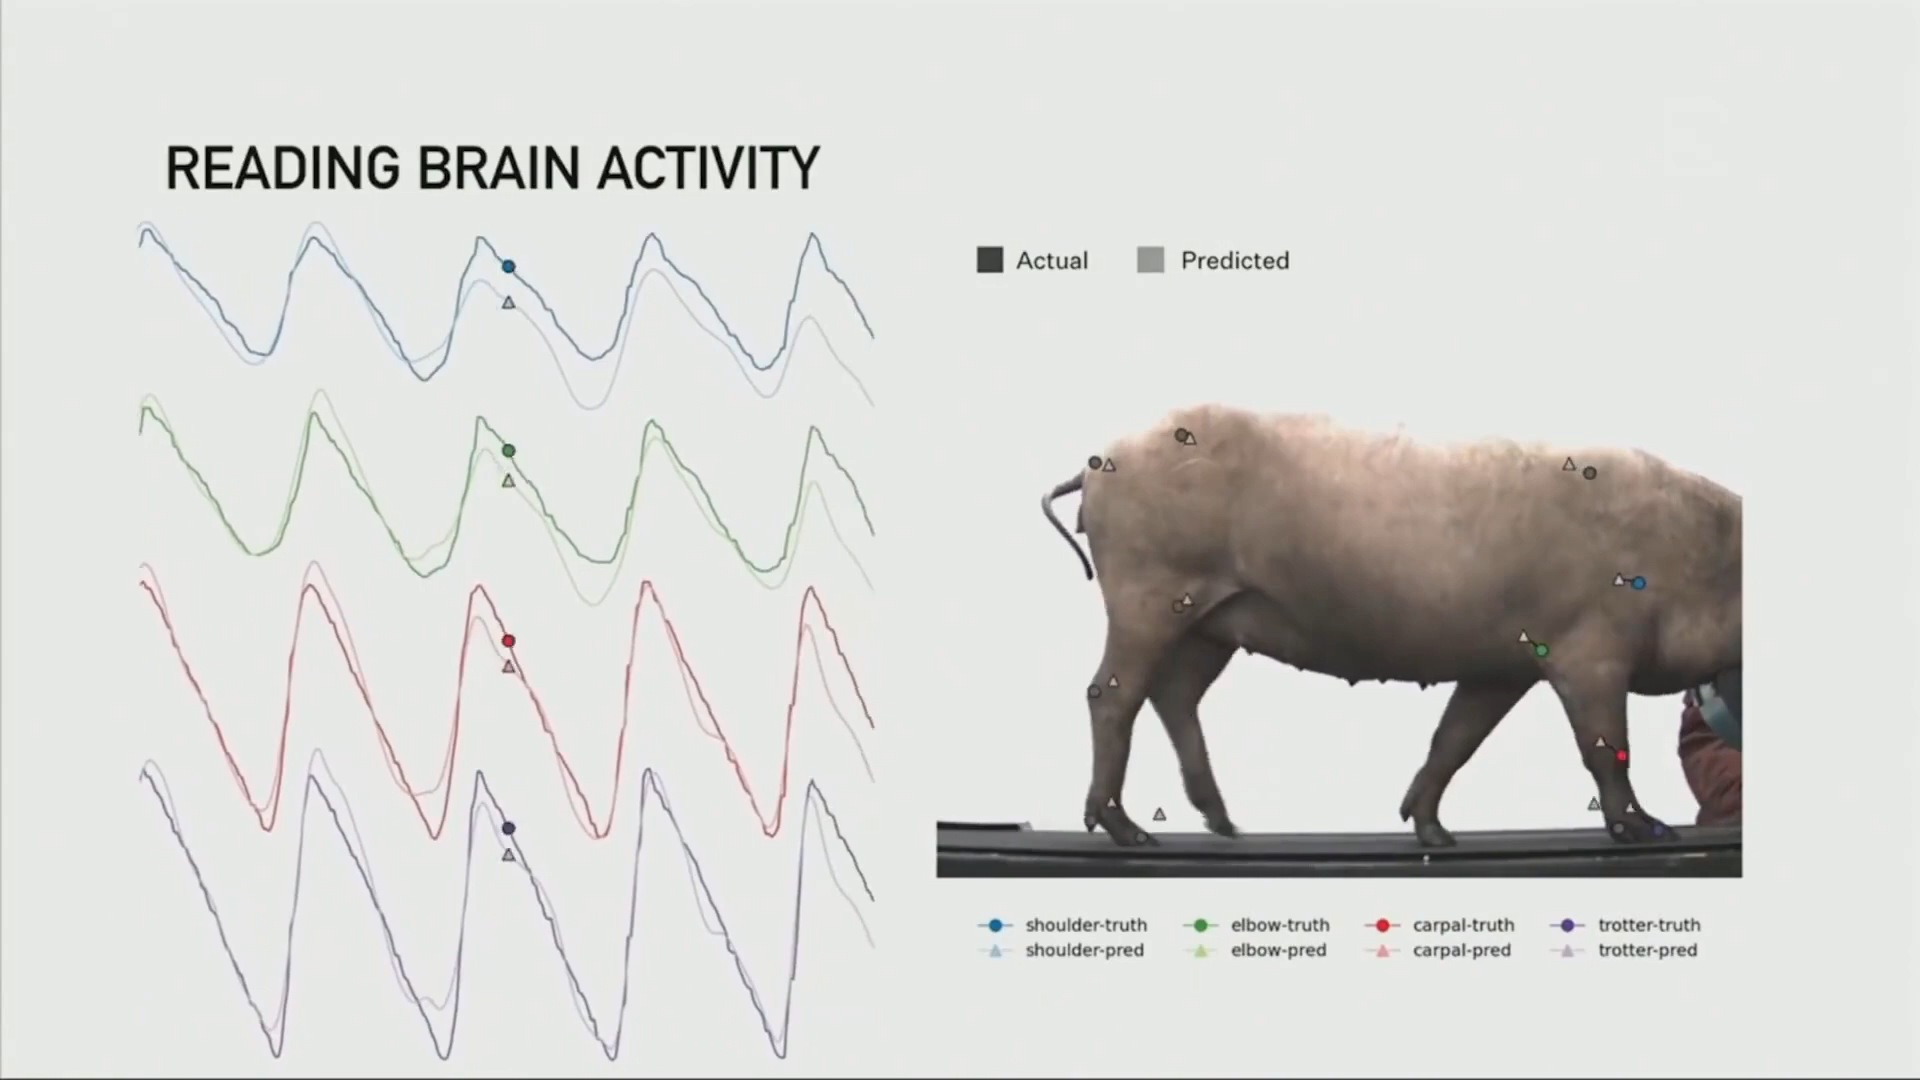 READING BRAIN ACTIVITY
Actual Predicted
shoulder-truth elbow-truth carpal-truth trotter-truth
shoulder-pred elbow-pred carpal-pred trotter-pred